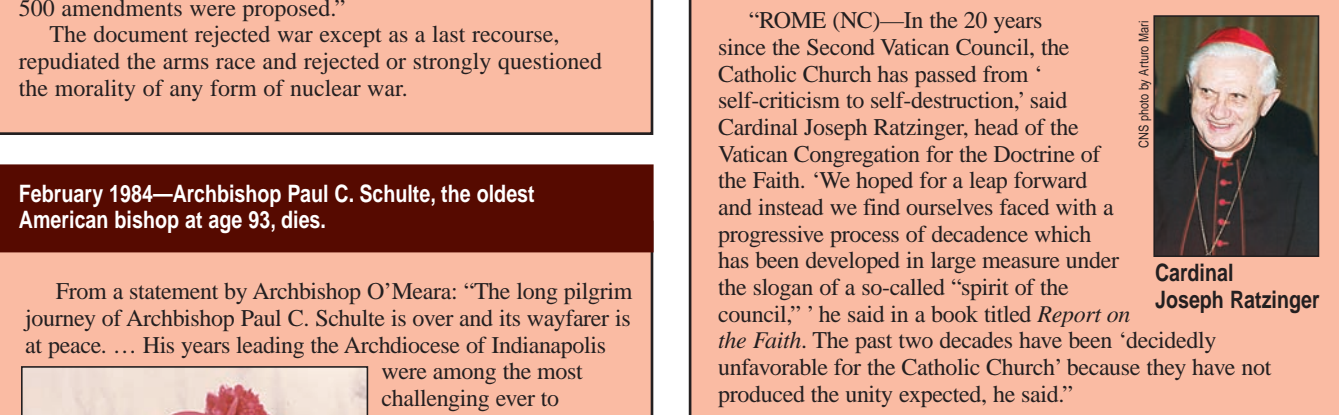 500 amendments were proposed.”
The document rejected war except as a last recourse,
repudiated the arms race and rejected or strongly questioned
the morality of any form of nuclear war.
February 1984—Archbishop Paul C. Schulte, the oldest
American bishop at age 93, dies.
From a statement by Archbishop O’Meara: “The long pilgrim
journey of Archbishop Paul C. Schulte is over and its wayfarer is
at peace. … His years leading the Archdiocese of Indianapolis
were among the most
challenging ever to
“ROME (NC)—In the 20 years
since the Second Vatican Council, the
Catholic Church has passed from ‘
self-criticism to self-destruction,’ said
Cardinal Joseph Ratzinger, head of the
Vatican Congregation for the Doctrine of
the Faith. ‘We hoped for a leap forward
and instead we find ourselves faced with a
progressive process of decadence which
has been developed in large measure under
the slogan of a so-called “spirit of the
council,” ’ he said in a book titled Report on
the Faith. The past two decades have been ‘decidedly
unfavorable for the Catholic Church’ because they have not
produced the unity expected, he said.”
CNS photo by Arturo Mari
Cardinal
Joseph Ratzinger